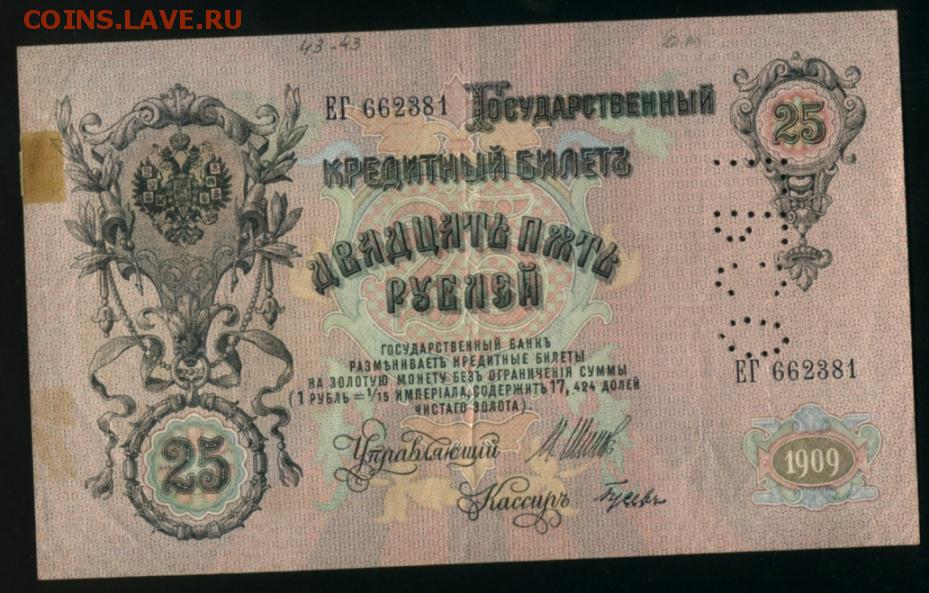 COINS.LAVE.RU
43-43
ЕГ 662381
Государственный
25
кредитный билетъ
двадцать пять
рублей
ГОСУДАРСТВЕННЫЙ БАНКЪ
РАЗМѢНИВАЕТЪ КРЕДИТНЫЕ БИЛЕТЫ
НА ЗОЛОТУЮ МОНЕТУ БЕЗЪ ОГРАНИЧЕНІЯ СУММЫ
(1 РУБЛЬ = 1/15 ИМПЕРІАЛА, СОДЕРЖИТЪ 17,424 ДОЛЕЙ
ЧИСТАГО ЗОЛОТА).
ЕГ 662381
25
Управляющій
И. Шипов
1909
Кассиръ